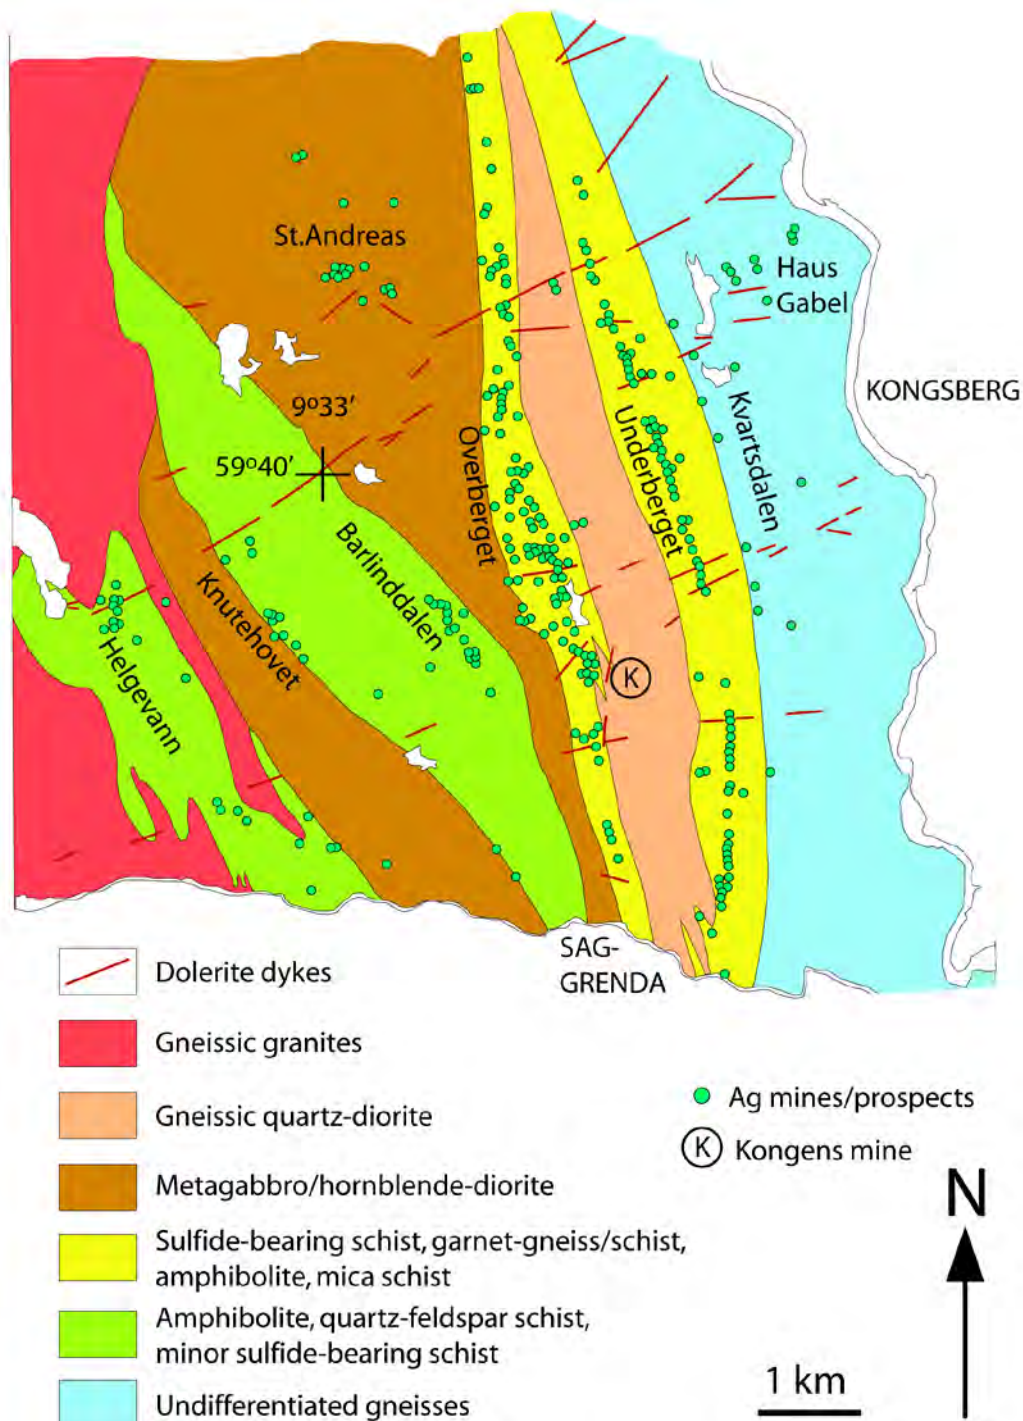 St.Andreas
Haus
Gabel
KONGSBERG
9º33'
59º40'
Overberget
Underberget
Kvartsdalen
Barlinddalen
Knutehovet
Helgevann
K
SAG-
GRENDA
Dolerite dykes
Gneissic granites
Gneissic quartz-diorite
Metagabbro/hornblende-diorite
Sulfide-bearing schist, garnet-gneiss/schist,
amphibolite, mica schist
Amphibolite, quartz-feldspar schist,
minor sulfide-bearing schist
Undifferentiated gneisses
Ag mines/prospects
K Kongens mine
N
1 km